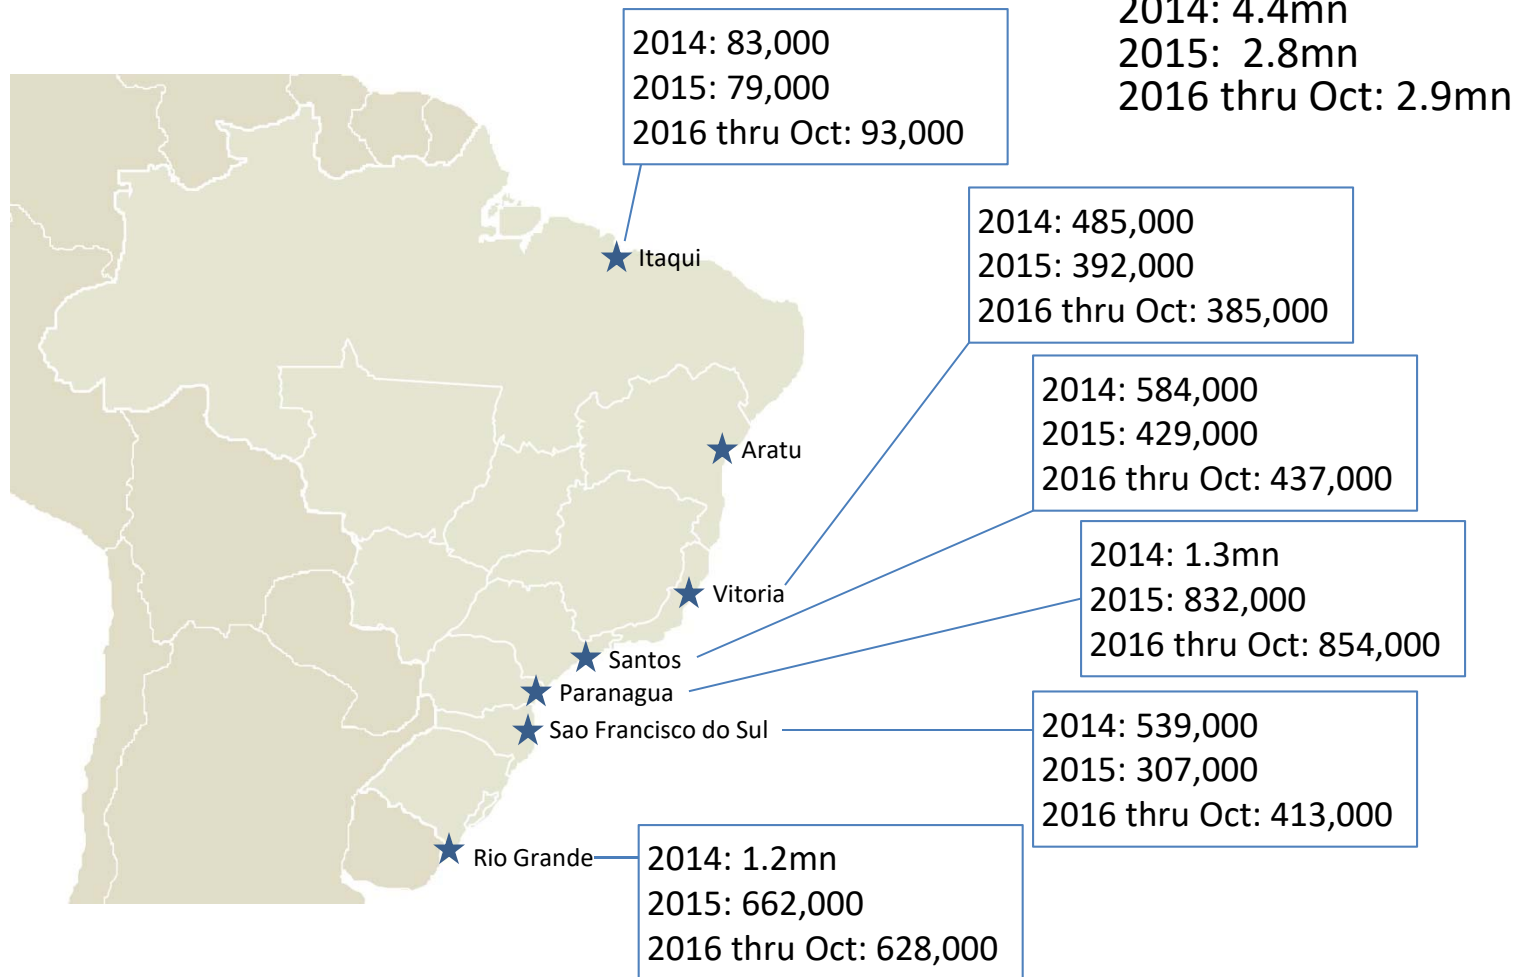 2014: 4.4mn
2015: 2.8mn
2016 thru Oct: 2.9mn
2014: 83,000
2015: 79,000
2016 thru Oct: 93,000
Itaqui
2014: 485,000
2015: 392,000
2016 thru Oct: 385,000
Aratu
2014: 584,000
2015: 429,000
2016 thru Oct: 437,000
Vitoria
2014: 1.3mn
2015: 832,000
2016 thru Oct: 854,000
Santos
Paranagua
Sao Francisco do Sul
2014: 539,000
2015: 307,000
2016 thru Oct: 413,000
Rio Grande
2014: 1.2mn
2015: 662,000
2016 thru Oct: 628,000